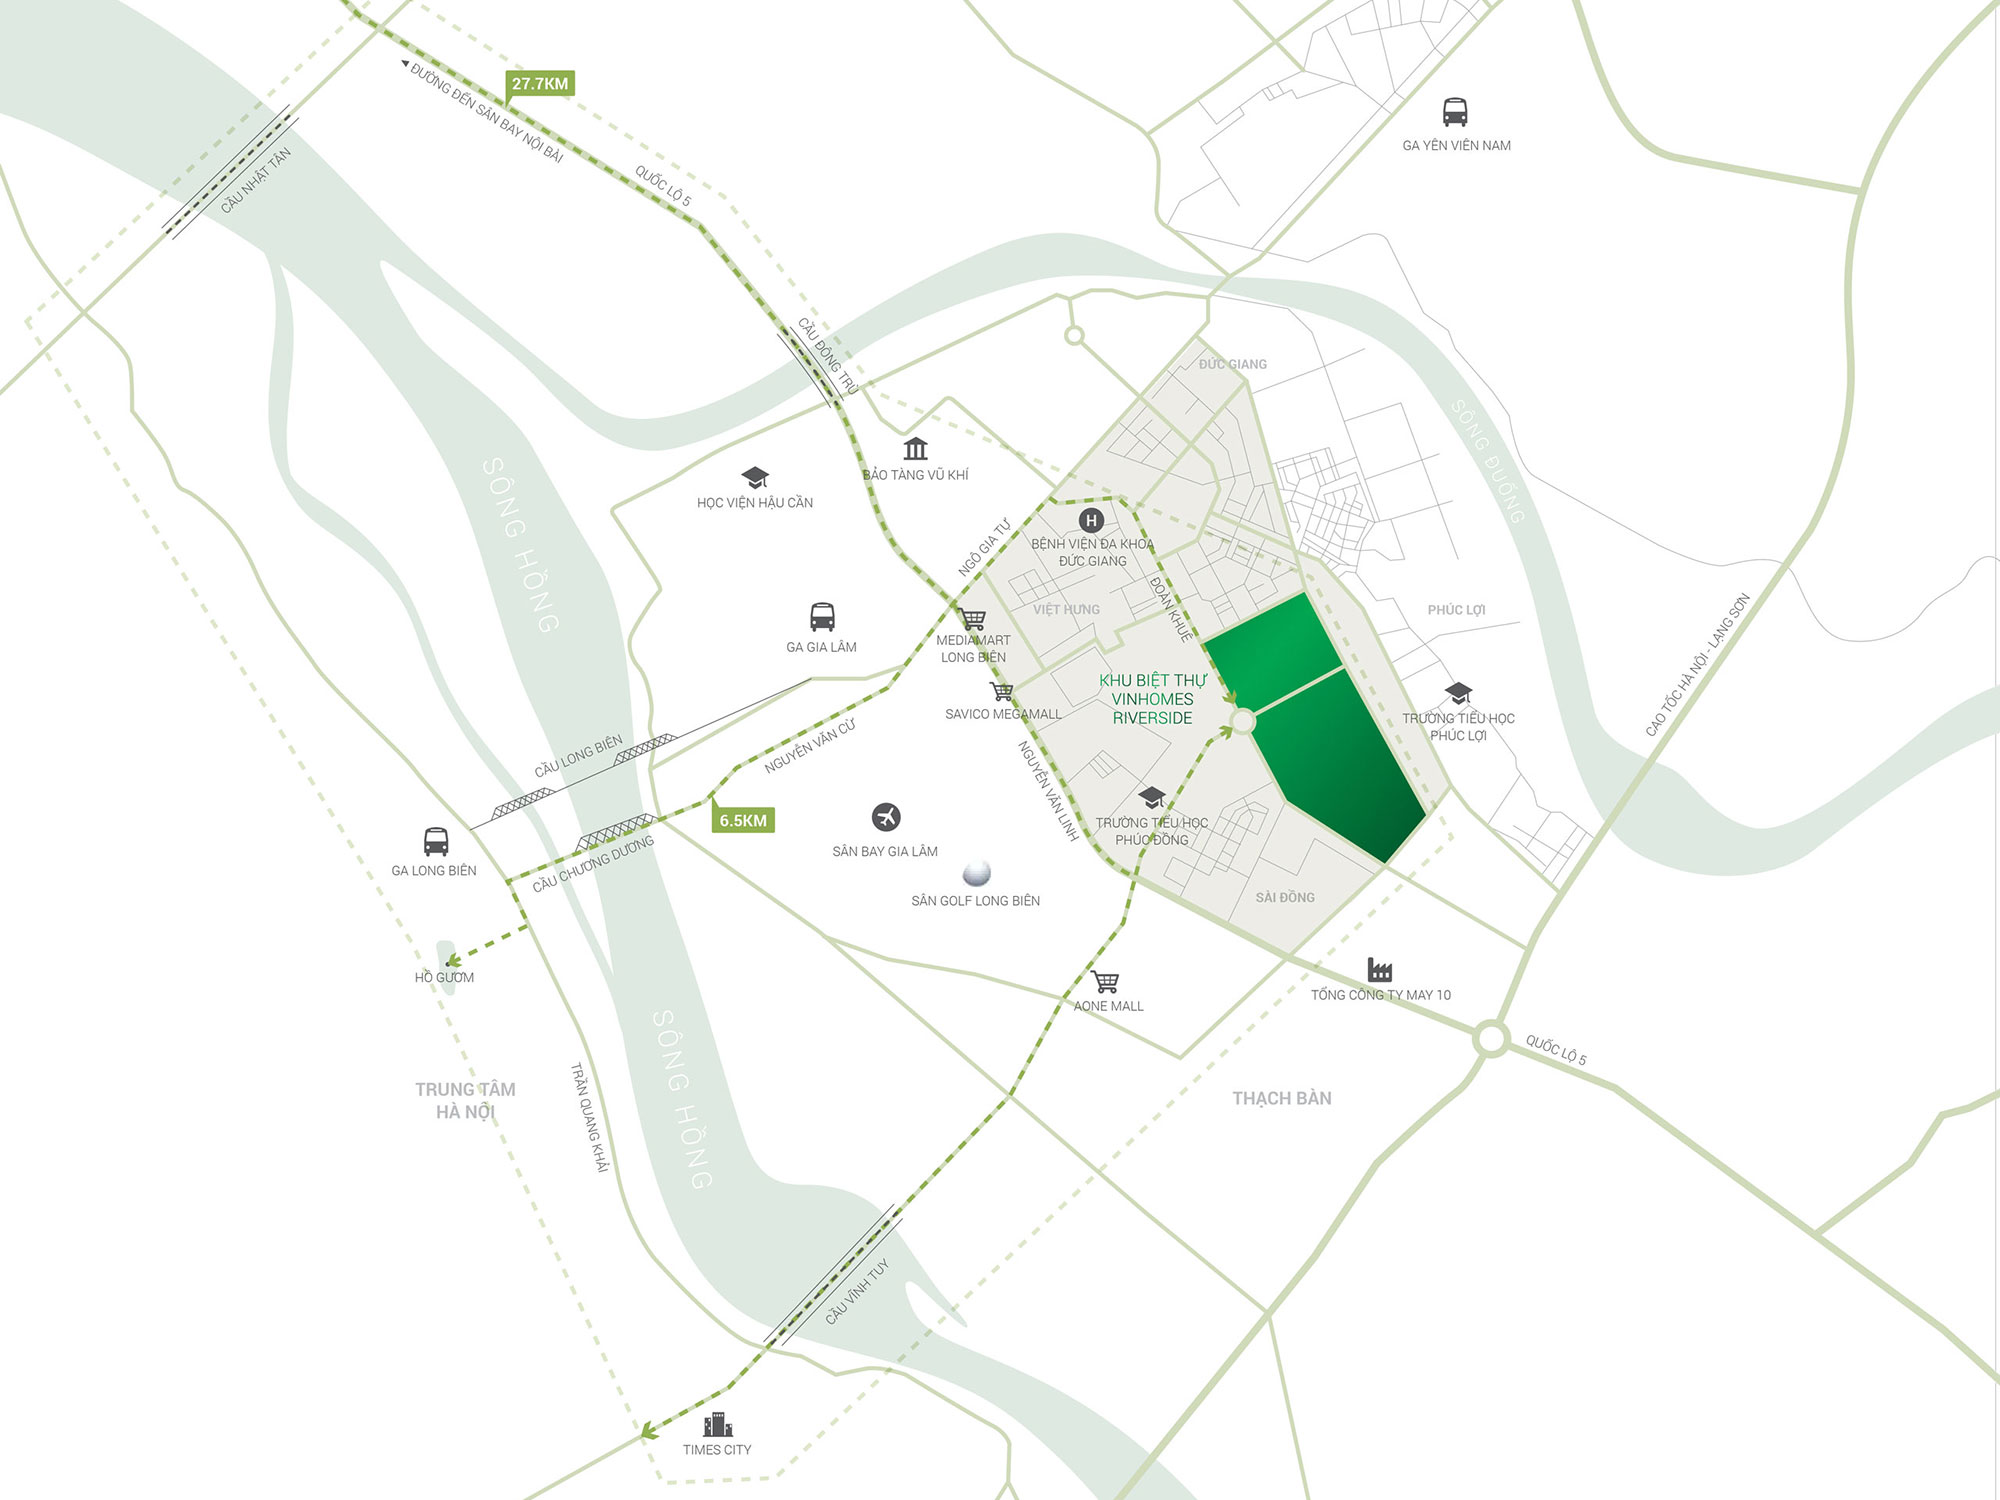 27.7KM
ĐƯỜNG ĐẾN SÂN BAY NỘI BÀI
QUỐC LỘ 5
CẦU NHẬT TÂN
GA YÊN VIÊN NAM
CẦU ĐÔNG TRÙ
ĐỨC GIANG
SÔNG ĐUỐNG
BẢO TÀNG VŨ KHÍ
HỌC VIỆN HẬU CẦN
SÔNG HỒNG
NGÔ GIA TỰ
H
BỆNH VIỆN ĐA KHOA
ĐỨC GIANG
ĐOÀN KHUÊ
VIỆT HƯNG
PHÚC LỢI
GA GIA LÂM
MEDIAMART
LONG BIÊN
KHU BIỆT THỰ
VINHOMES
RIVERSIDE
SAVICO MEGAMALL
TRƯỜNG TIỂU HỌC
PHÚC LỢI
CAO TỐC HÀ NỘI - LẠNG SƠN
NGUYỄN VĂN CỪ
CẦU LONG BIÊN
NGUYỄN VĂN LINH
6.5KM
TRƯỜNG TIỂU HỌC
PHÚC ĐỒNG
SÂN BAY GIA LÂM
GA LONG BIÊN
CẦU CHƯƠNG DƯƠNG
SÂN GOLF LONG BIÊN
SÀI ĐỒNG
HỒ GƯƠM
AONE MALL
TỔNG CÔNG TY MAY 10
QUỐC LỘ 5
SÔNG HỒNG
TRẦN QUANG KHẢI
TRUNG TÂM
HÀ NỘI
THẠCH BÀN
CẦU VĨNH TUY
TIMES CITY